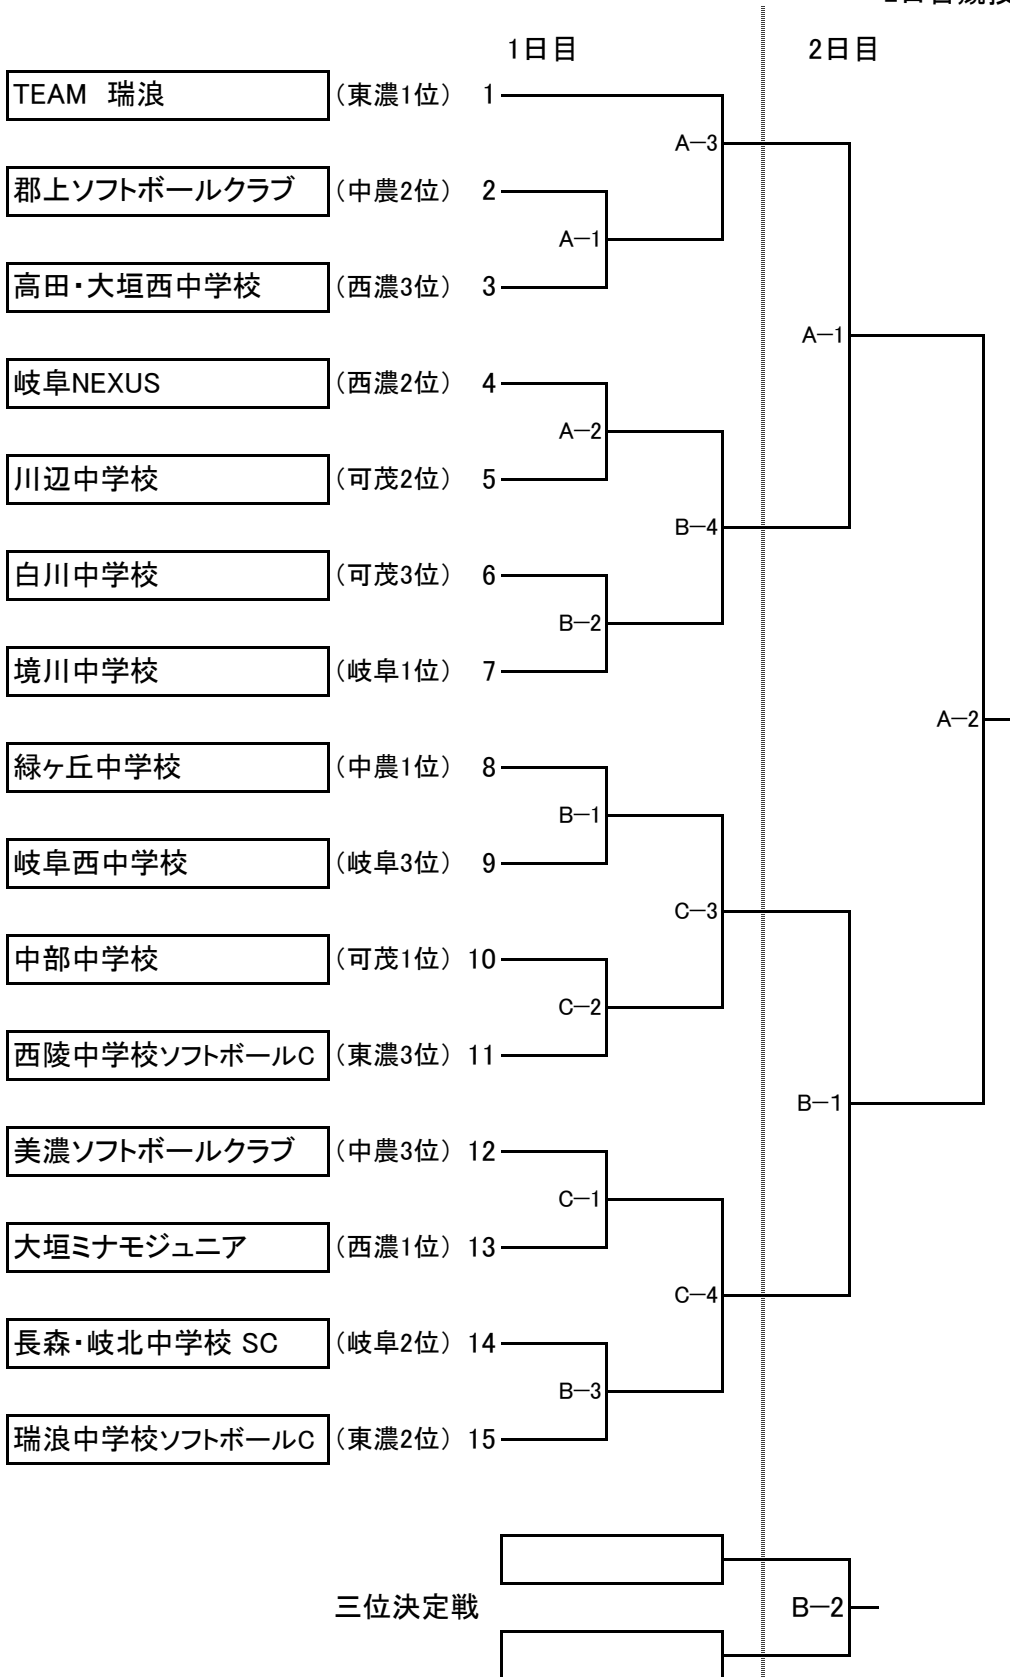 1日目 2日目
TEAM 瑞浪 (東濃1位) 1
A－3
郡上ソフトボールクラブ (中農2位) 2
A－1
高田・大垣西中学校 (西濃3位) 3
A－1
岐阜NEXUS (西濃2位) 4
A－2
川辺中学校 (可茂2位) 5
B－4
白川中学校 (可茂3位) 6
B－2
境川中学校 (岐阜1位) 7
A－2
緑ヶ丘中学校 (中農1位) 8
B－1
岐阜西中学校 (岐阜3位) 9
C－3
中部中学校 (可茂1位) 10
C－2
西陵中学校ソフトボールC (東濃3位) 11
B－1
美濃ソフトボールクラブ (中農3位) 12
C－1
大垣ミナモジュニア (西濃1位) 13
C－4
長森・岐北中学校 SC (岐阜2位) 14
B－3
瑞浪中学校ソフトボールC (東濃2位) 15
三位決定戦 B－2